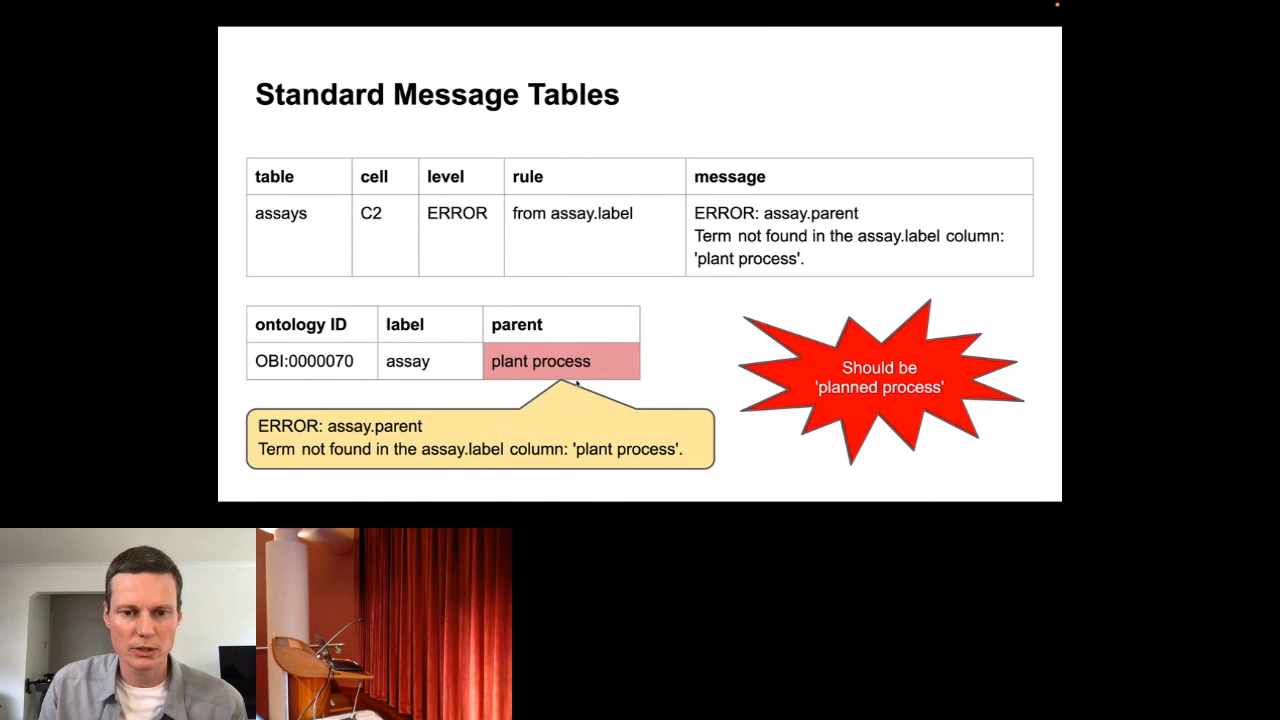 Standard Message Tables
table cell level rule message
assays C2 ERROR from assay.label ERROR: assay.parent
Term not found in the assay.label column:
'plant process'.
ontology ID label parent
OBI:0000070 assay plant process
Should be
'planned process'
ERROR: assay.parent
Term not found in the assay.label column: 'plant process'.